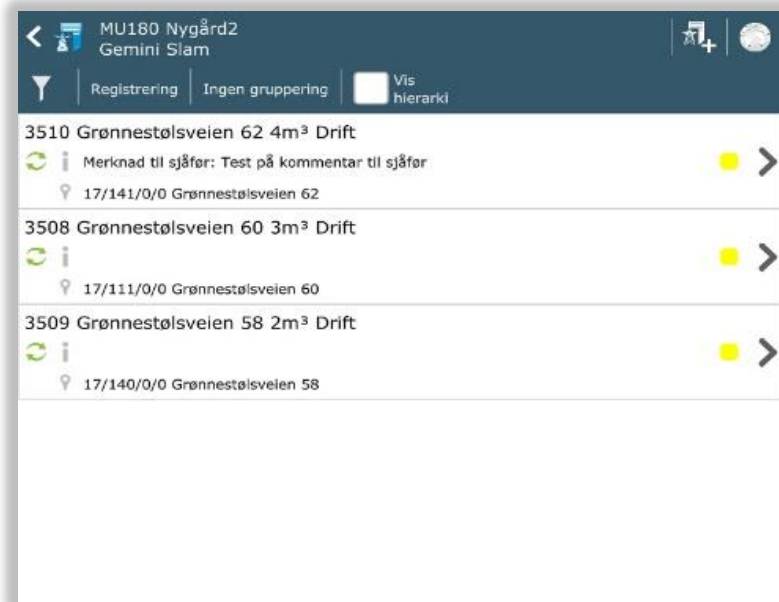 MU180 Nygård2
Gemini Slam
Registrering
Ingen gruppering
Vis
hierarki
3510 Grønnestølsveien 62 4m³ Drift
Merknad til sjåfør: Test på kommentar til sjåfør
17/141/0/0 Grønnestølsveien 62
3508 Grønnestølsveien 60 3m³ Drift
17/111/0/0 Grønnestølsveien 60
3509 Grønnestølsveien 58 2m³ Drift
17/140/0/0 Grønnestølsveien 58